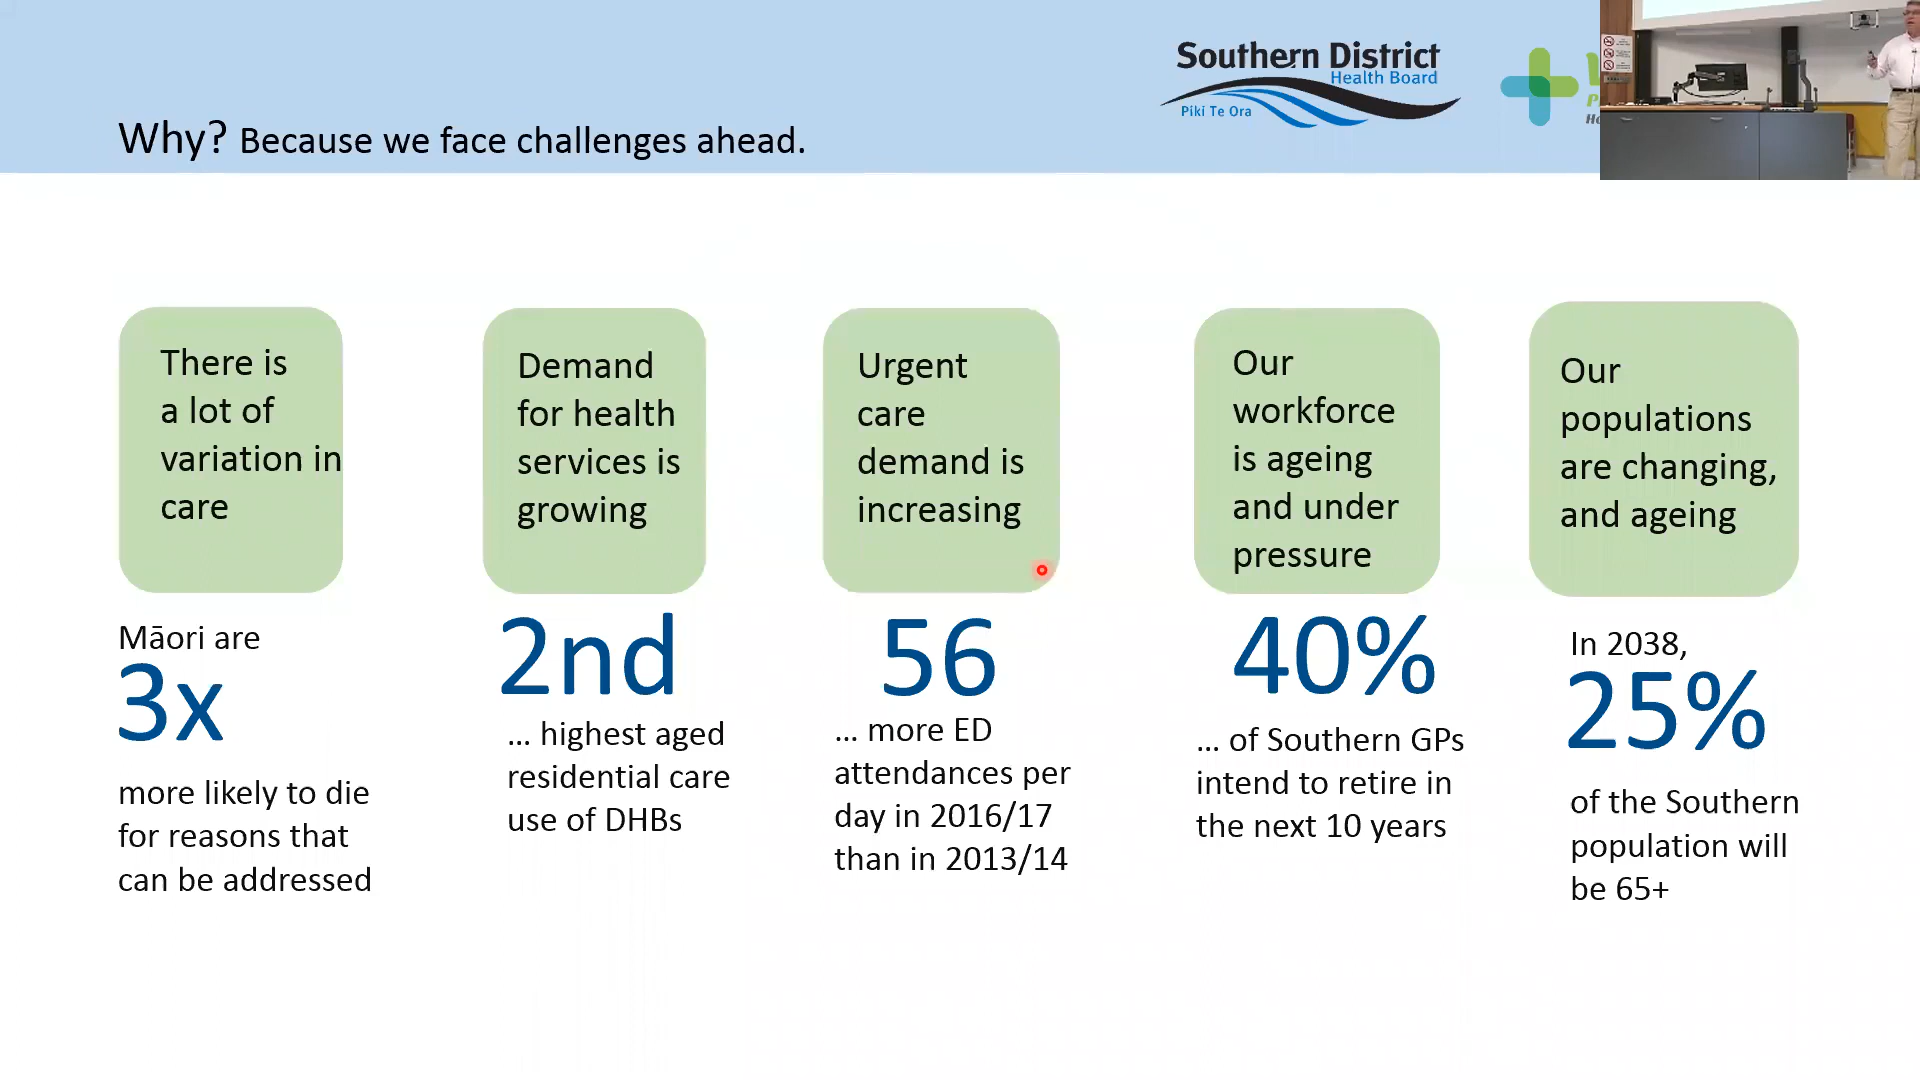 Southern District
Health Board
Piki Te Ora
Why? Because we face challenges ahead.
There is
a lot of
variation in
care
Māori are
3x
more likely to die
for reasons that
can be addressed
Demand
for health
services is
growing
2nd
... highest aged
residential care
use of DHBs
Urgent
care
demand is
increasing
56
... more ED
attendances per
day in 2016/17
than in 2013/14
Our
workforce
is ageing
and under
pressure
40%
... of Southern GPs
intend to retire in
the next 10 years
Our
populations
are changing,
and ageing
In 2038,
25%
of the Southern
population will
be 65+